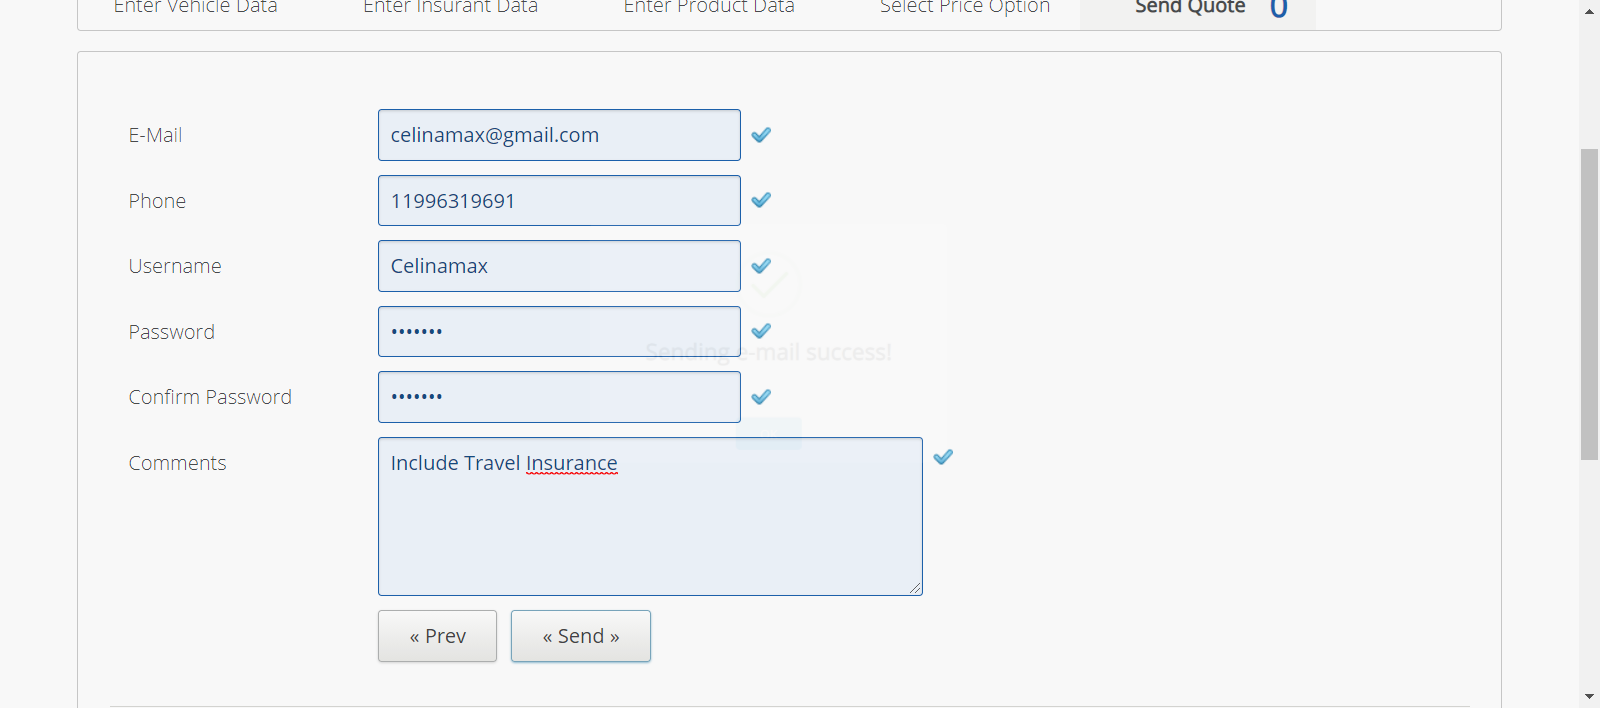 Enter Vehicle Data Enter Insurant Data Enter Product Data Select Price Option Send Quote 0
E-Mail celinamax@gmail.com
Phone 11996319691
Username Celinamax
Password •••••••
Sending e-mail success!
Confirm Password •••••••
Comments Include Travel Insurance
« Prev « Send »